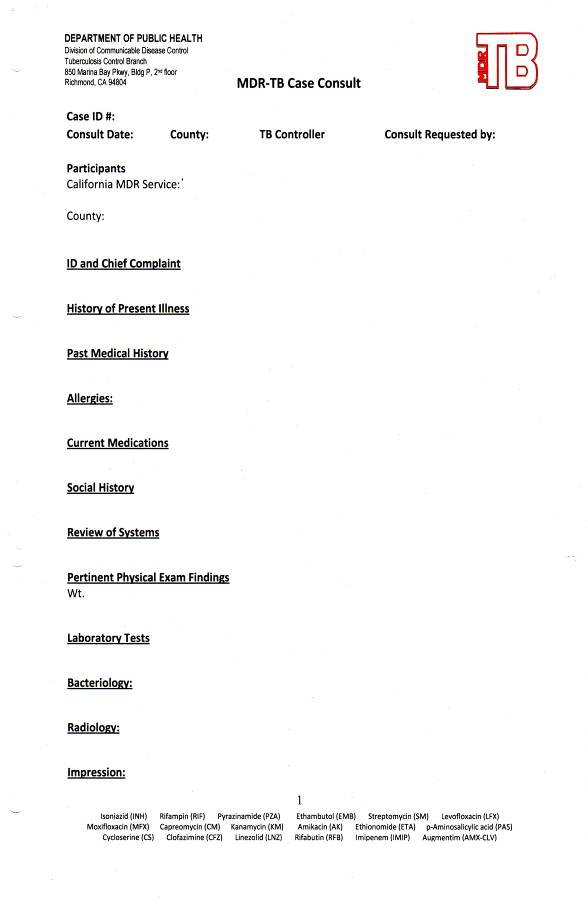 DEPARTMENT OF PUBLIC HEALTH
Division of Communicable Disease Control
Tuberculosis Control Branch
850 Marina Bay Pkwy, Bldg P, 2nd floor
Richmond, CA 94804
MDR-TB Case Consult
MDR TB
Case ID #:
Consult Date: County: TB Controller Consult Requested by:
Participants
California MDR Service:
County:
ID and Chief Complaint
History of Present Illness
Past Medical History
Allergies:
Current Medications
Social History
Review of Systems
Pertinent Physical Exam Findings
Wt.
Laboratory Tests
Bacteriology:
Radiology:
Impression:
1
Isoniazid (INH) Rifampin (RIF) Pyrazinamide (PZA) Ethambutol (EMB) Streptomycin (SM) Levofloxacin (LFX)
Moxifloxacin (MFX) Capreomycin (CM) Kanamycin (KM) Amikacin (AK) Ethionomide (ETA) p-Aminosalicylic acid (PAS)
Cycloserine (CS) Clofazimine (CFZ) Linezolid (LNZ) Rifabutin (RFB) Imipenem (IMIP) Augmentim (AMX-CLV)